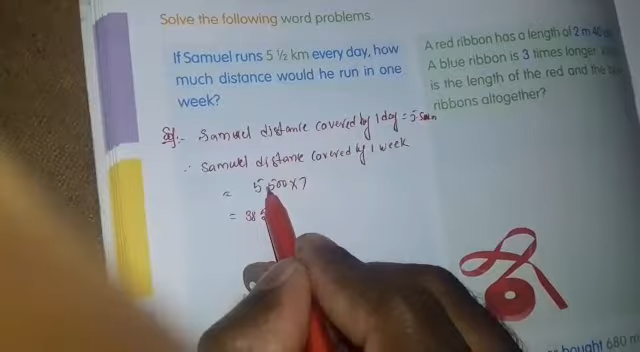 Solve the following word problems.
If Samuel runs 5 ½ km every day, how
much distance would he run in one
week?
A red ribbon has a length of 2 m 40
A blue ribbon is 3 times longer
is the length of the red and the
ribbons altogether?
Sol:- Samuel distance covered by 1 day = 5
∴ Samuel distance covered by 1 week
= 5500 × 7
= 38
bought 680 m